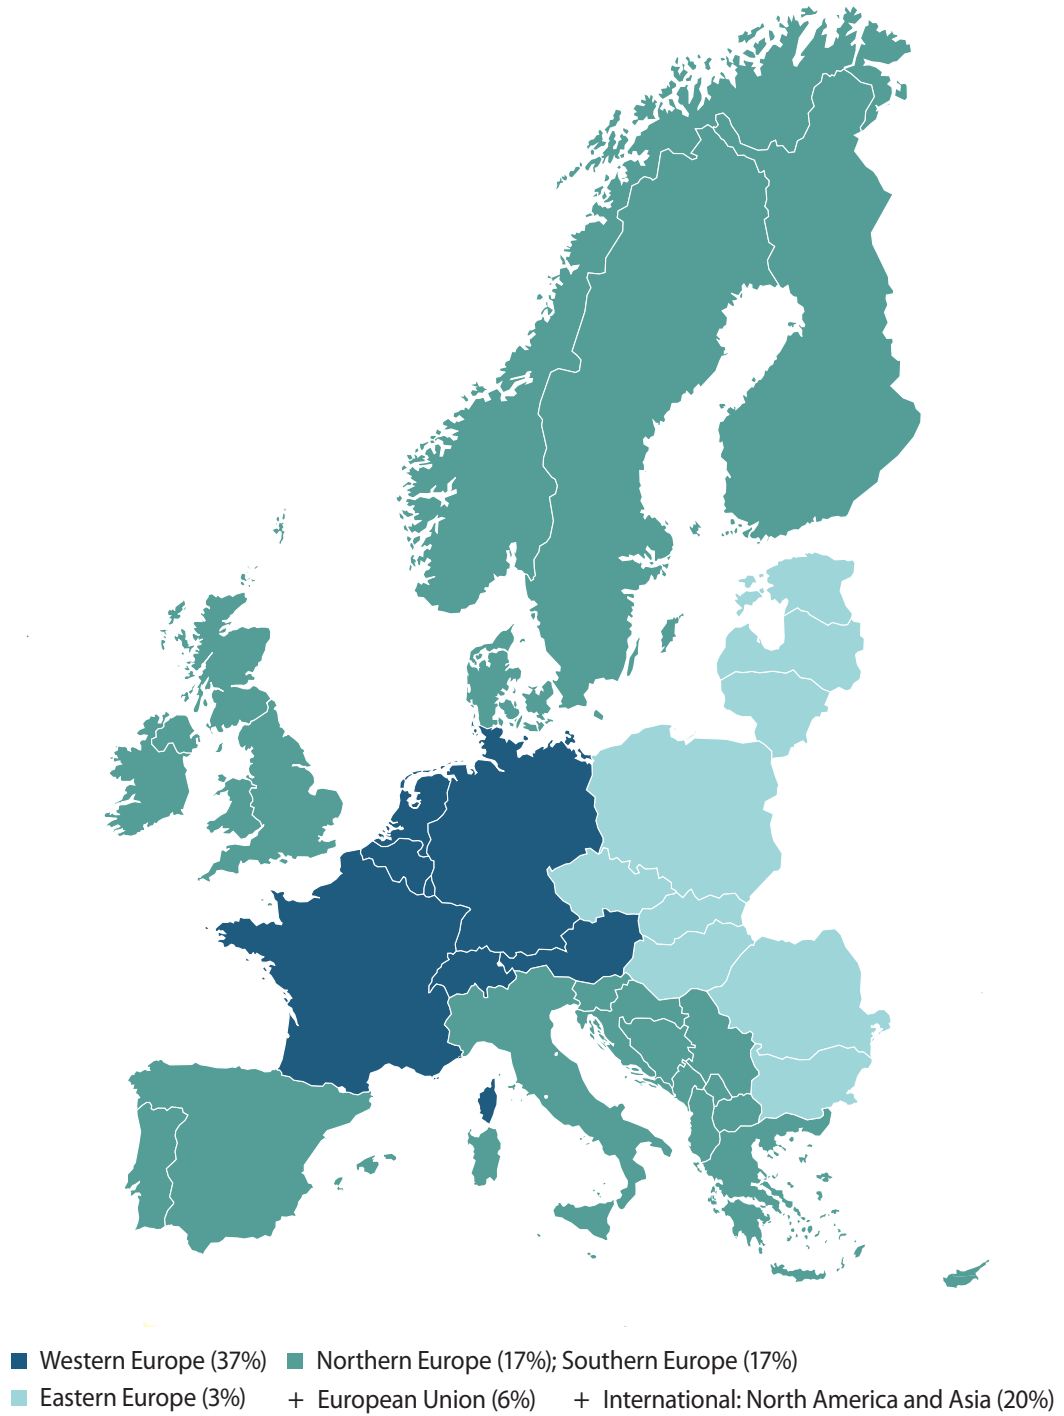 Western Europe (37%) Northern Europe (17%); Southern Europe (17%)
Eastern Europe (3%) + European Union (6%) + International: North America and Asia (20%)